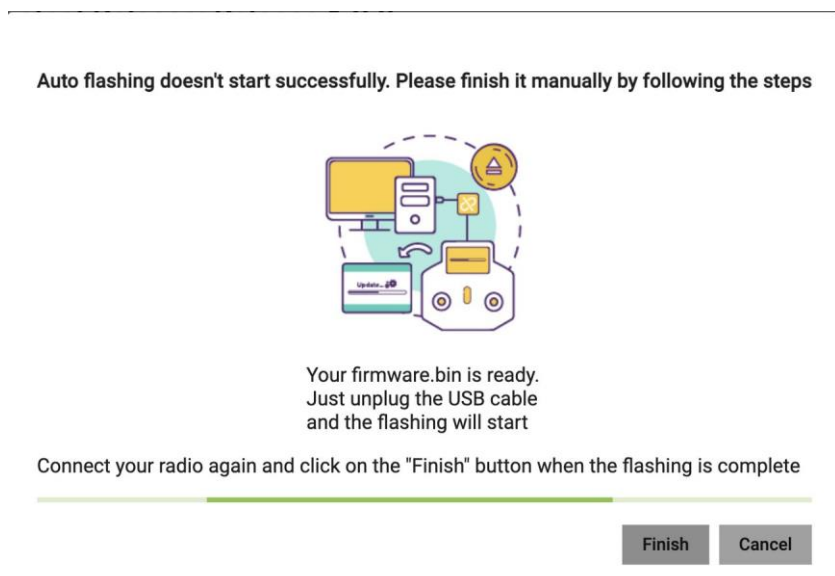 Auto flashing doesn't start successfully. Please finish it manually by following the steps
Update..
Your firmware.bin is ready.
Just unplug the USB cable
and the flashing will start
Connect your radio again and click on the "Finish" button when the flashing is complete
Finish
Cancel